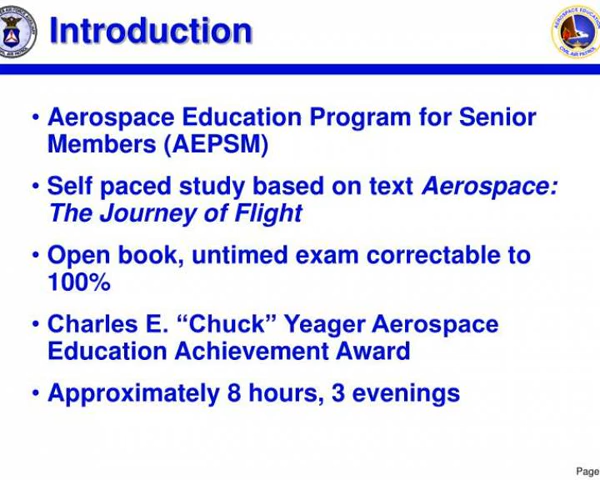 Introduction
• Aerospace Education Program for Senior
Members (AEPSM)
• Self paced study based on text Aerospace:
The Journey of Flight
• Open book, untimed exam correctable to
100%
• Charles E. “Chuck” Yeager Aerospace
Education Achievement Award
• Approximately 8 hours, 3 evenings
Page